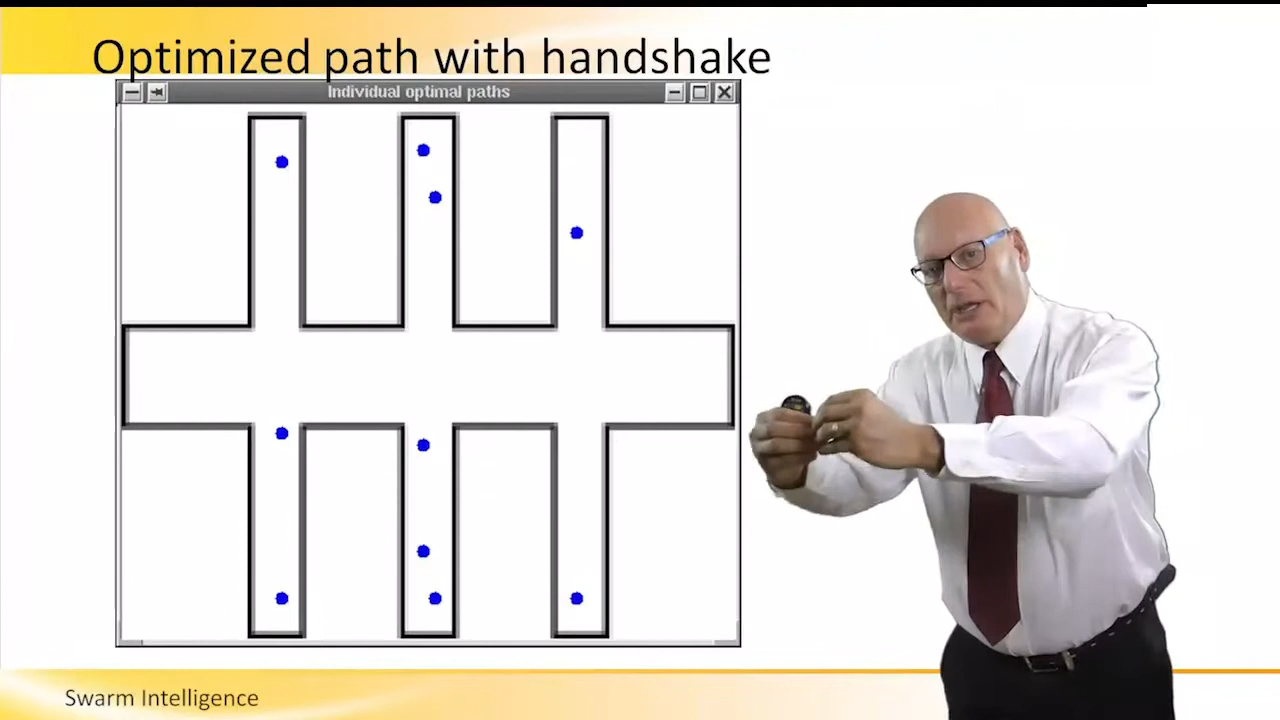 Optimized path with handshake
Individual optimal paths
Swarm Intelligence